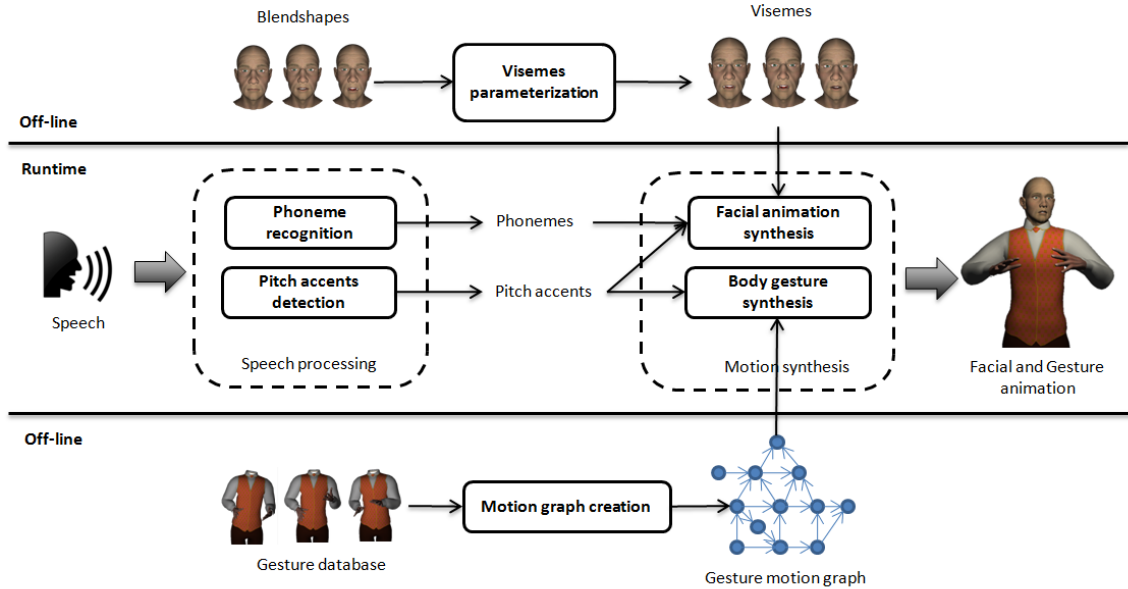 Blendshapes
Visemes
Visemes
parameterization
Off-line
Runtime
Phoneme
recognition
Phonemes
Facial animation
synthesis
Pitch accents
detection
Pitch accents
Body gesture
synthesis
Speech
Speech processing
Motion synthesis
Facial and Gesture
animation
Off-line
Motion graph creation
Gesture database
Gesture motion graph